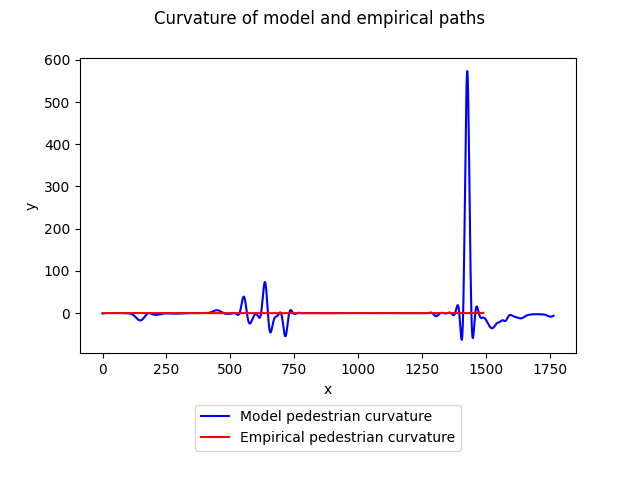 Curvature of model and empirical paths
600
500
400
300
200
100
0
y
0 250 500 750 1000 1250 1500 1750
x
Model pedestrian curvature
Empirical pedestrian curvature